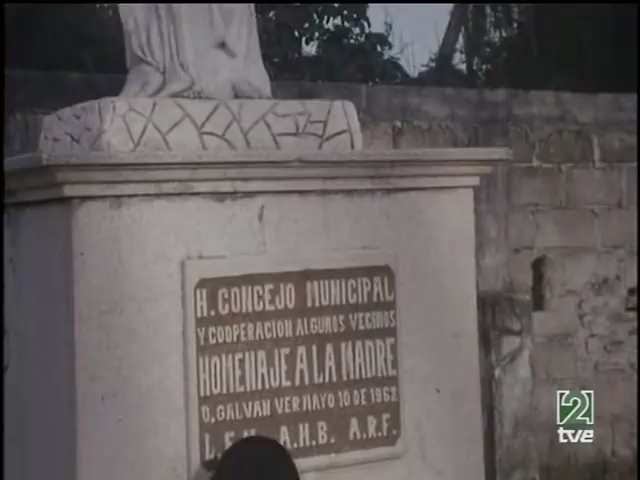 H. CONCEJO MUNICIPAL
Y COOPERACION ALGUNOS VECINOS
HOMENAJE A LA MADRE
D. GALVAN VER MAYO 10 DE 1962
A.H.B. A.R.F.
2
tve